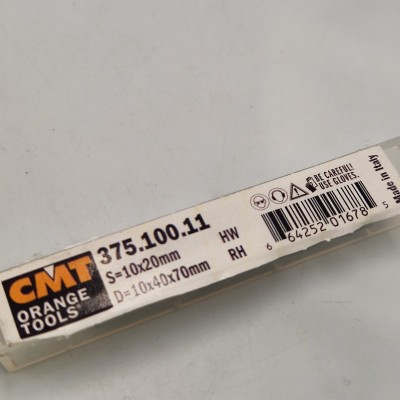 CMT
ORANGE
TOOLS®
375.100.11
S=10x20mm
D=10x40x70mm
HW
RH
BE CAREFUL!
USE GLOVES.
6 64252 01678 5
Made in Italy